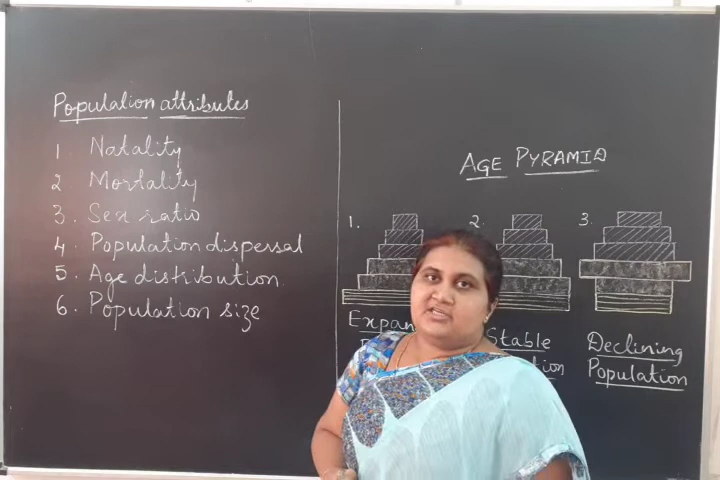 Population attributes
1 Natality
2. Mortality
3. Sex ratio
4. Population dispersal
5. Age distribution
6. Population size
AGE PYRAMID
1. 2. 3.
Stable Declining
Population